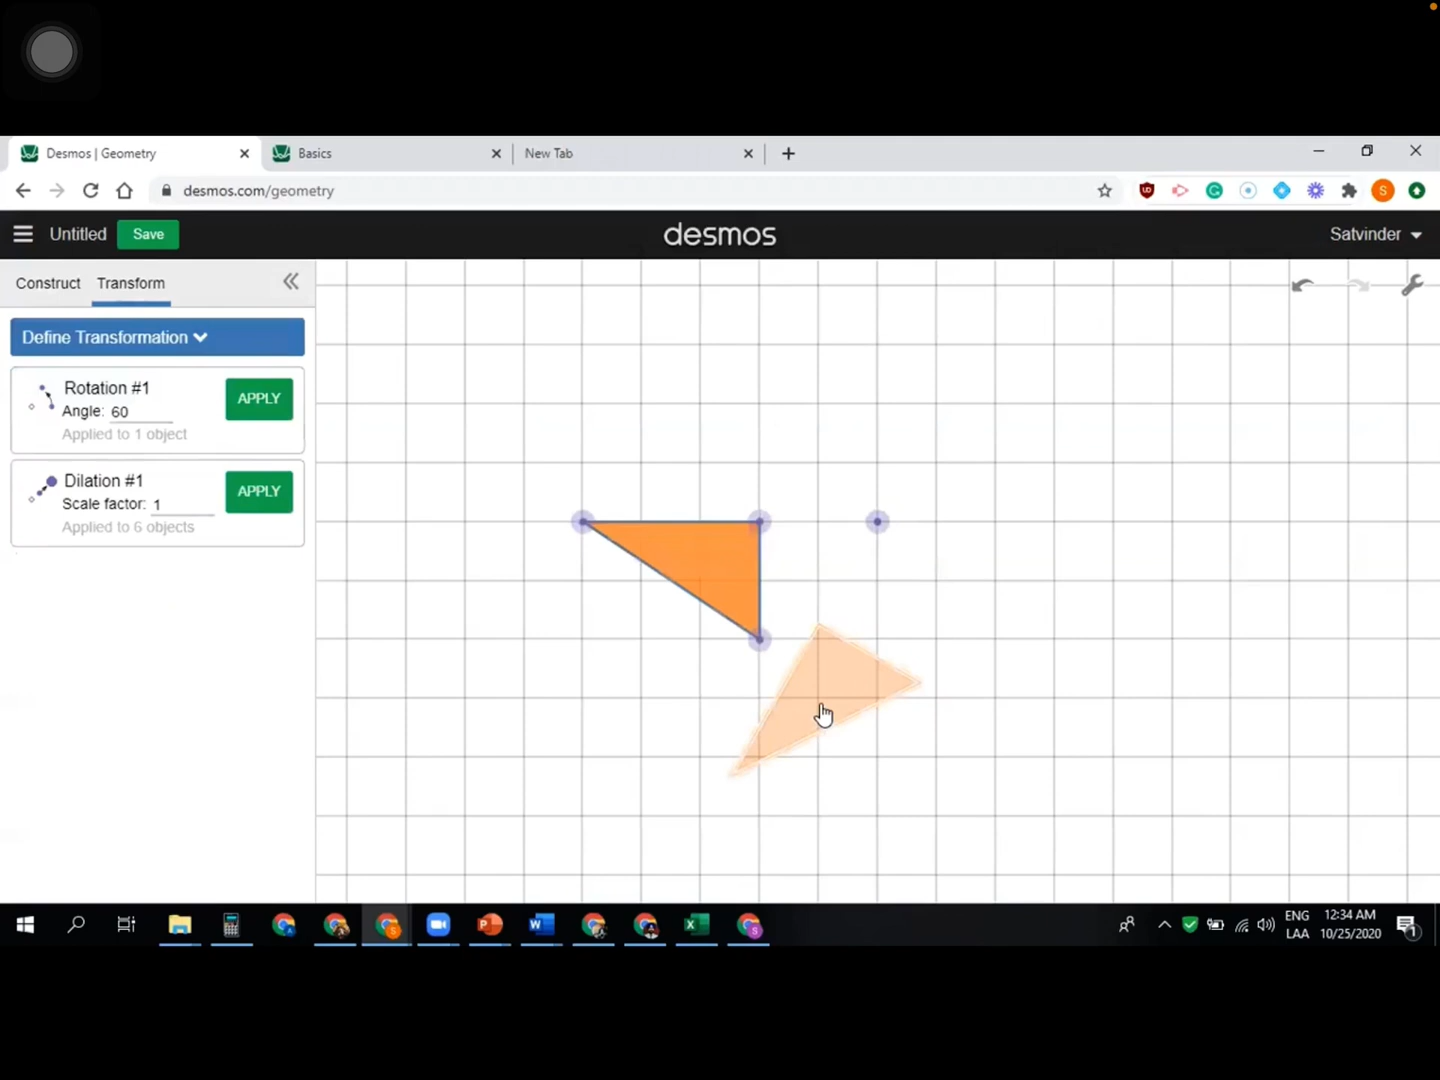 Desmos | Geometry
Basics
New Tab
desmos.com/geometry
Untitled
Save
desmos
Satvinder
Construct
Transform
Define Transformation
Rotation #1
Angle: 60
Applied to 1 object
APPLY
Dilation #1
Scale factor: 1
Applied to 6 objects
APPLY
ENG
LAA
12:34 AM
10/25/2020
1